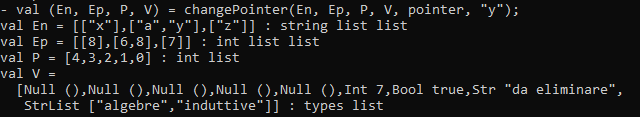 - val (En, Ep, P, V) = changePointer(En, Ep, P, V, pointer, "y");
val En = [["x"],["a","y"],["z"]] : string list list
val Ep = [[8],[6,8],[7]] : int list list
val P = [4,3,2,1,0] : int list
val V =
  [Null (),Null (),Null (),Null (),Null (),Int 7,Bool true,Str "da eliminare",
   StrList ["algebre","induttive"]] : types list